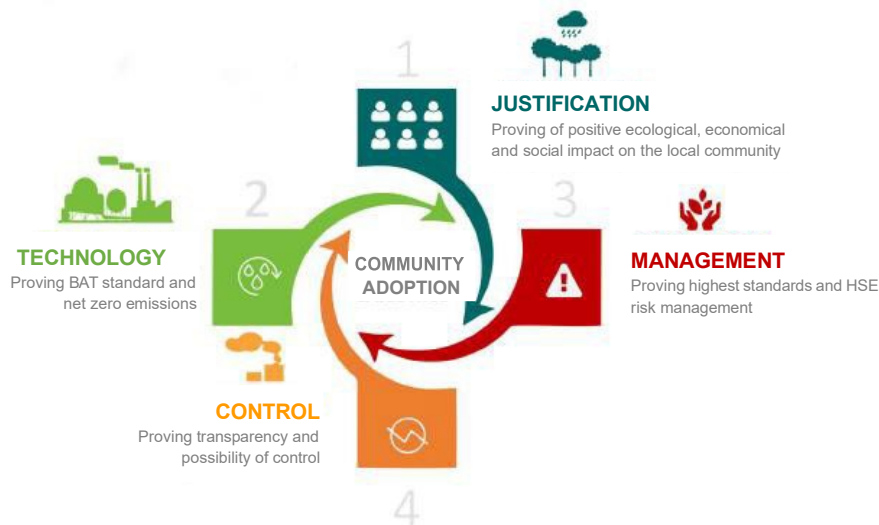 1
JUSTIFICATION
Proving of positive ecological, economical
and social impact on the local community
2
TECHNOLOGY
Proving BAT standard and
net zero emissions
COMMUNITY
ADOPTION
3
MANAGEMENT
Proving highest standards and HSE
risk management
CONTROL
Proving transparency and
possibility of control
4